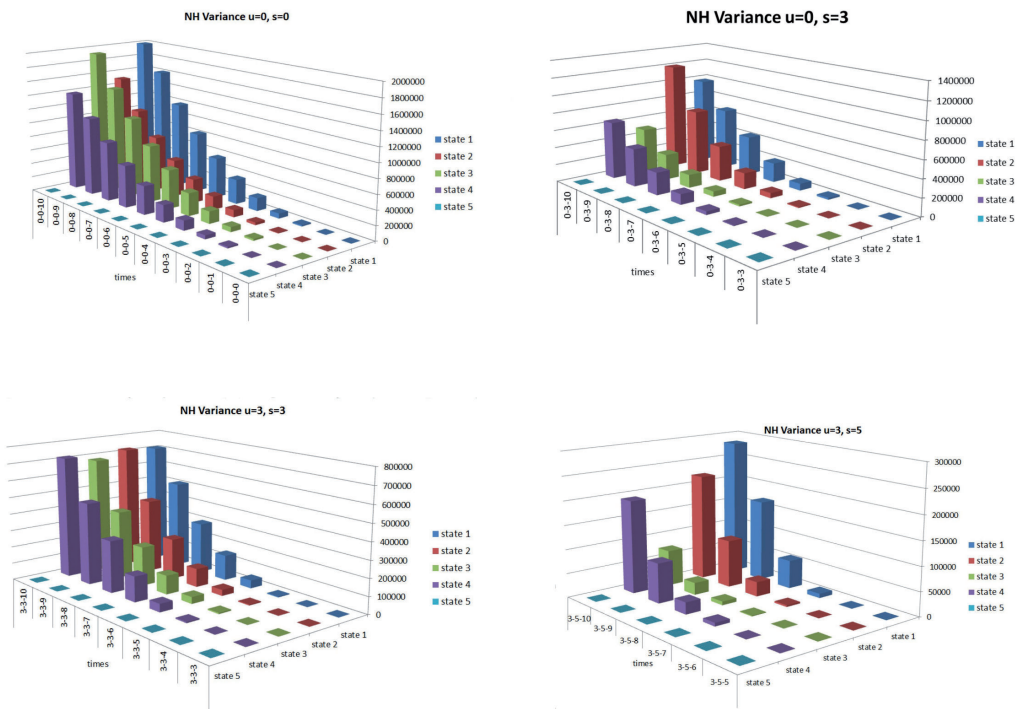 NH Variance u=0, s=0
2000000
1800000
1600000
1400000
1200000
1000000
800000
600000
400000
200000
0
state 1
state 2
state 3
state 4
state 5
0-0-10
0-0-9
0-0-8
0-0-7
0-0-6
0-0-5
0-0-4
0-0-3
0-0-2
0-0-1
0-0-0
times
state 5
state 4
state 3
state 2
state 1
NH Variance u=0, s=3
1400000
1200000
1000000
800000
600000
400000
200000
0
state 1
state 2
state 3
state 4
state 5
0-3-10
0-3-9
0-3-8
0-3-7
0-3-6
0-3-5
0-3-4
0-3-3
times
state 5
state 4
state 3
state 2
state 1
NH Variance u=3, s=3
800000
700000
600000
500000
400000
300000
200000
100000
0
state 1
state 2
state 3
state 4
state 5
3-3-10
3-3-9
3-3-8
3-3-7
3-3-6
3-3-5
3-3-4
3-3-3
times
state 5
state 4
state 3
state 2
state 1
NH Variance u=3, s=5
300000
250000
200000
150000
100000
50000
0
state 1
state 2
state 3
state 4
state 5
3-5-10
3-5-9
3-5-8
3-5-7
3-5-6
3-5-5
times
state 5
state 4
state 3
state 2
state 1